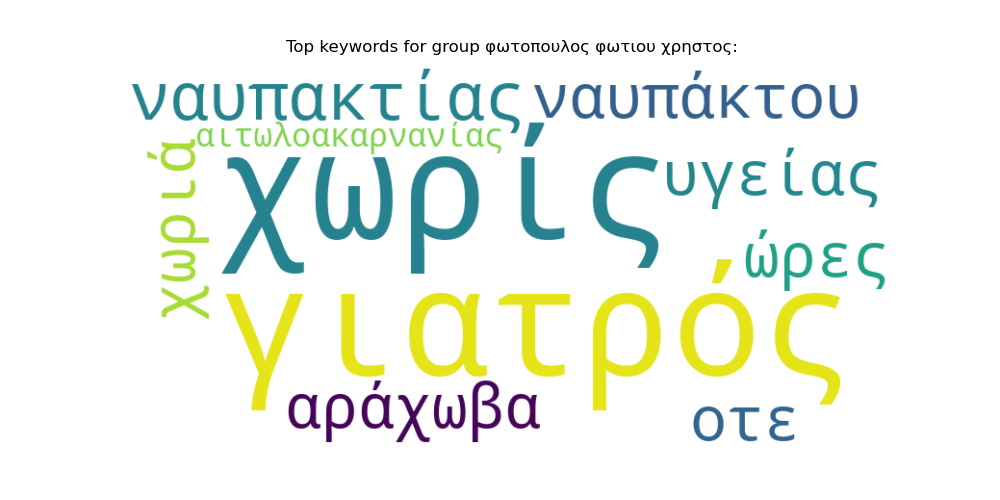 Top keywords for group φωτοπουλος φωτιου χρηστος:
ναυπακτίας ναυπάκτου
αιτωλοακαρνανίας
χωριά
χωρίς
υγείας
ώρες
γιατρός
αράχωβα
οτε